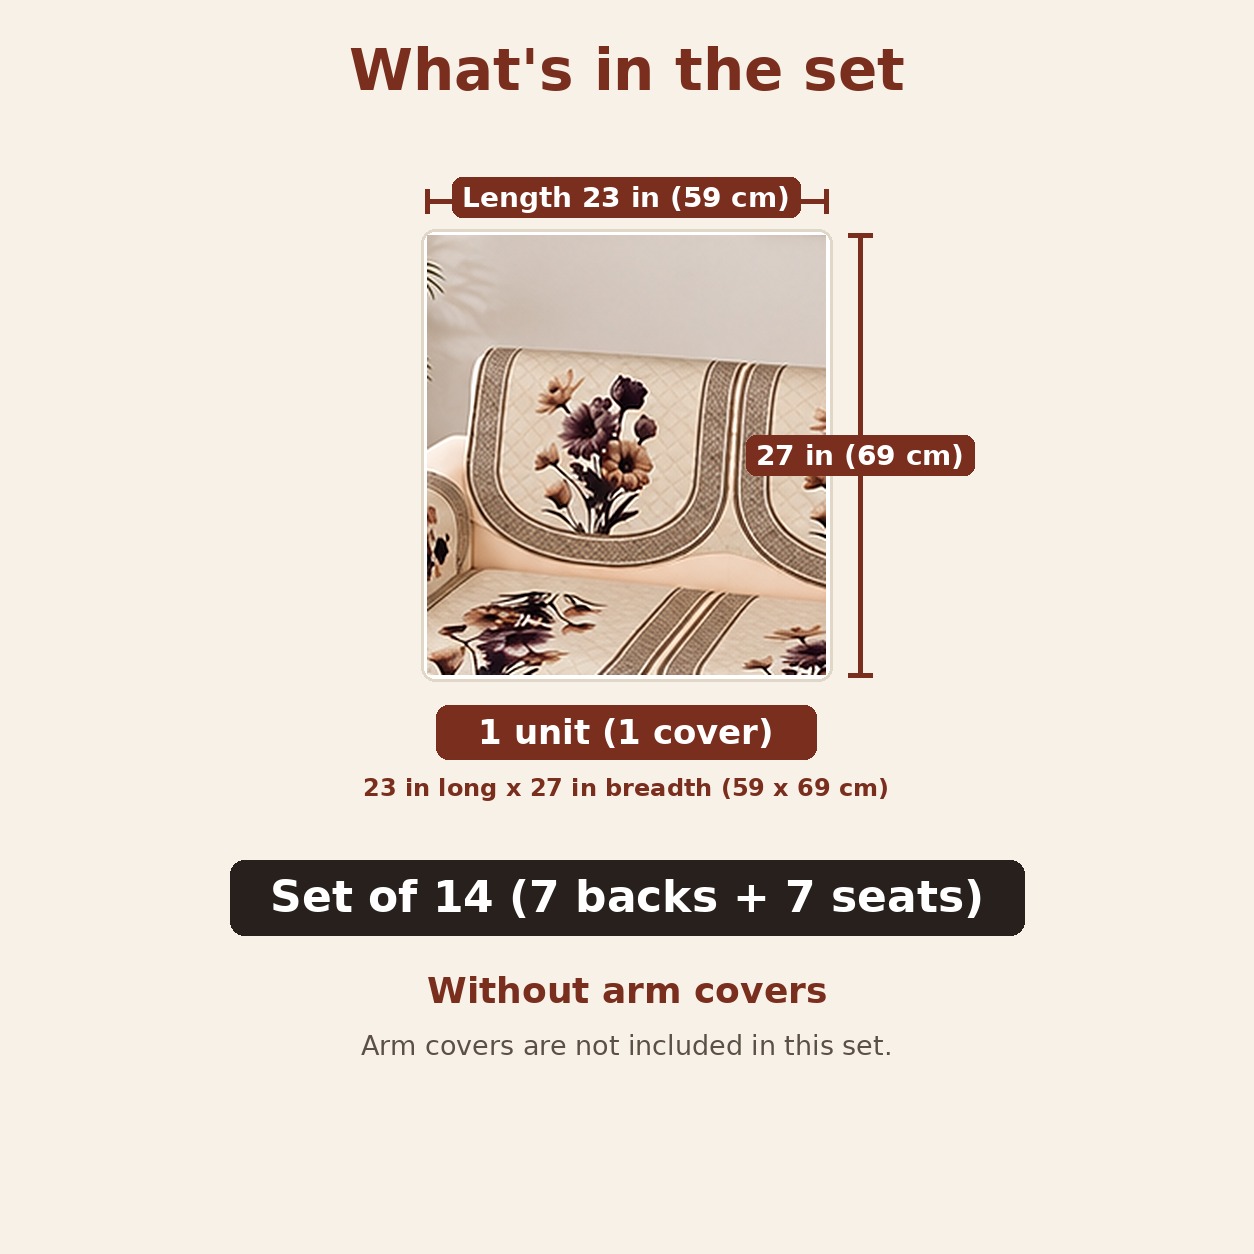 What's in the set
Length 23 in (59 cm)
27 in (69 cm)
1 unit (1 cover)
23 in long x 27 in breadth (59 x 69 cm)
Set of 14 (7 backs + 7 seats)
Without arm covers
Arm covers are not included in this set.